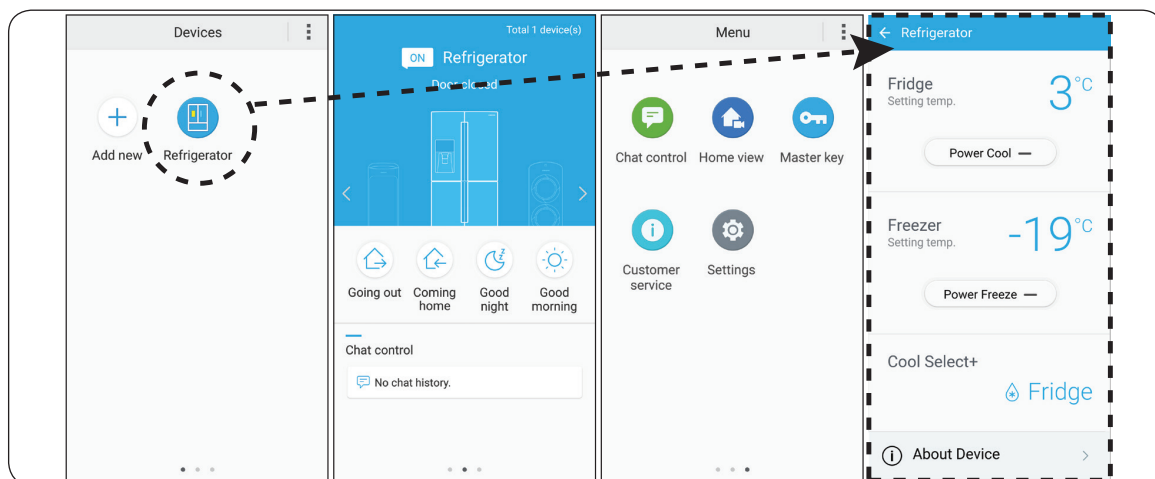 Devices
Add new
Refrigerator
Total 1 device(s)
ON Refrigerator
Door closed
Going out
Coming
home
Good
night
Good
morning
Chat control
No chat history.
Menu
Chat control
Home view
Master key
Customer
service
Settings
Refrigerator
Fridge
Setting temp.
3°C
Power Cool
Freezer
Setting temp.
-19°C
Power Freeze
Cool Select+
Fridge
About Device